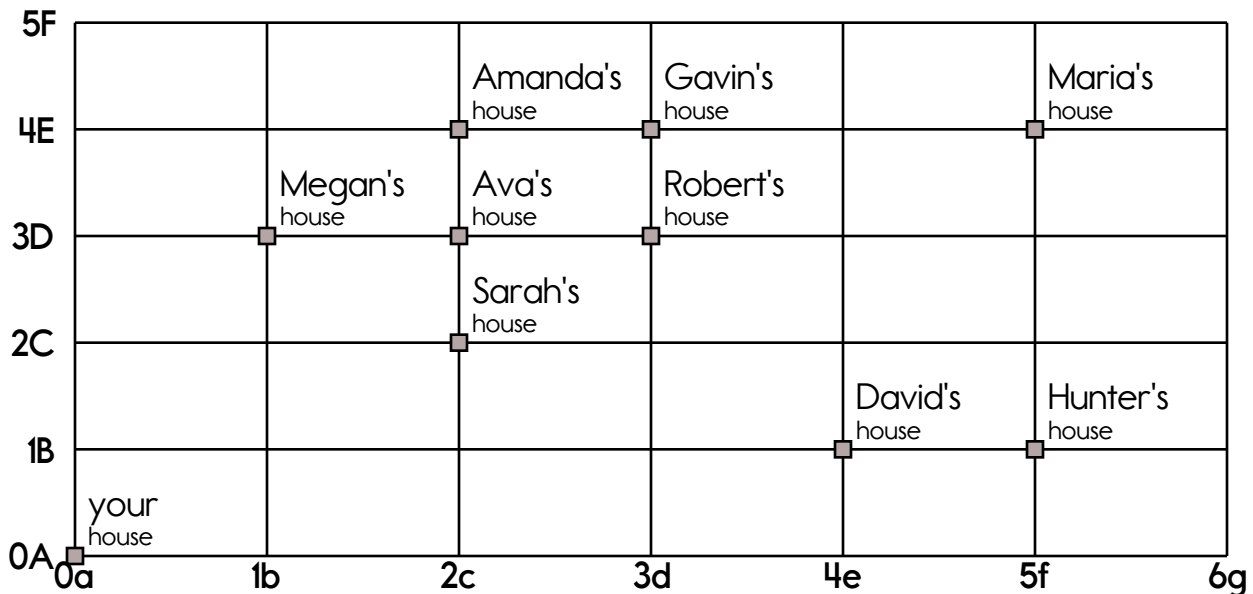 5F
Amanda's
house
Gavin's
house
Maria's
house
4E
Megan's
house
Ava's
house
Robert's
house
3D
Sarah's
house
2C
David's
house
Hunter's
house
1B
your
house
0A
0a 1b 2c 3d 4e 5f 6g